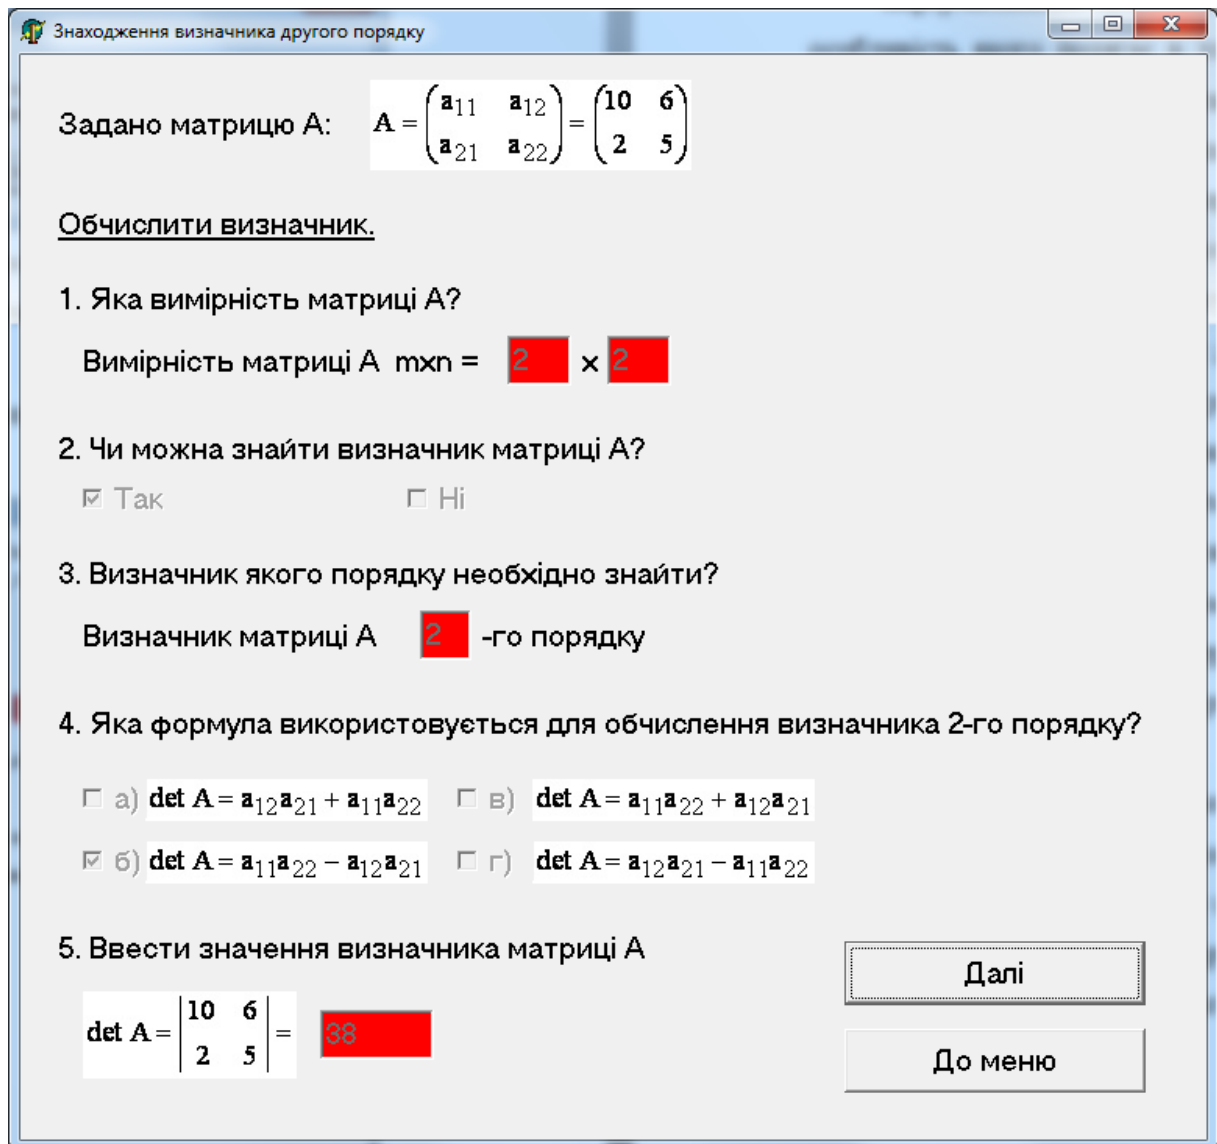 Знаходження визначника другого порядку
Задано матрицю А: A = (a11 a12 a21 a22) = (10 6 2 5)
Обчислити визначник.
1. Яка вимірність матриці А?
Вимірність матриці А mxn = 2 x 2
2. Чи можна знайти визначник матриці А?
Так Ні
3. Визначник якого порядку необхідно знайти?
Визначник матриці А 2 -го порядку
4. Яка формула використовується для обчислення визначника 2-го порядку?
а) det A = a12a21 + a11a22 в) det A = a11a22 + a12a21
б) det A = a11a22 − a12a21 г) det A = a12a21 − a11a22
5. Ввести значення визначника матриці А
det A = |10 6 2 5| = 38
Далі
До меню